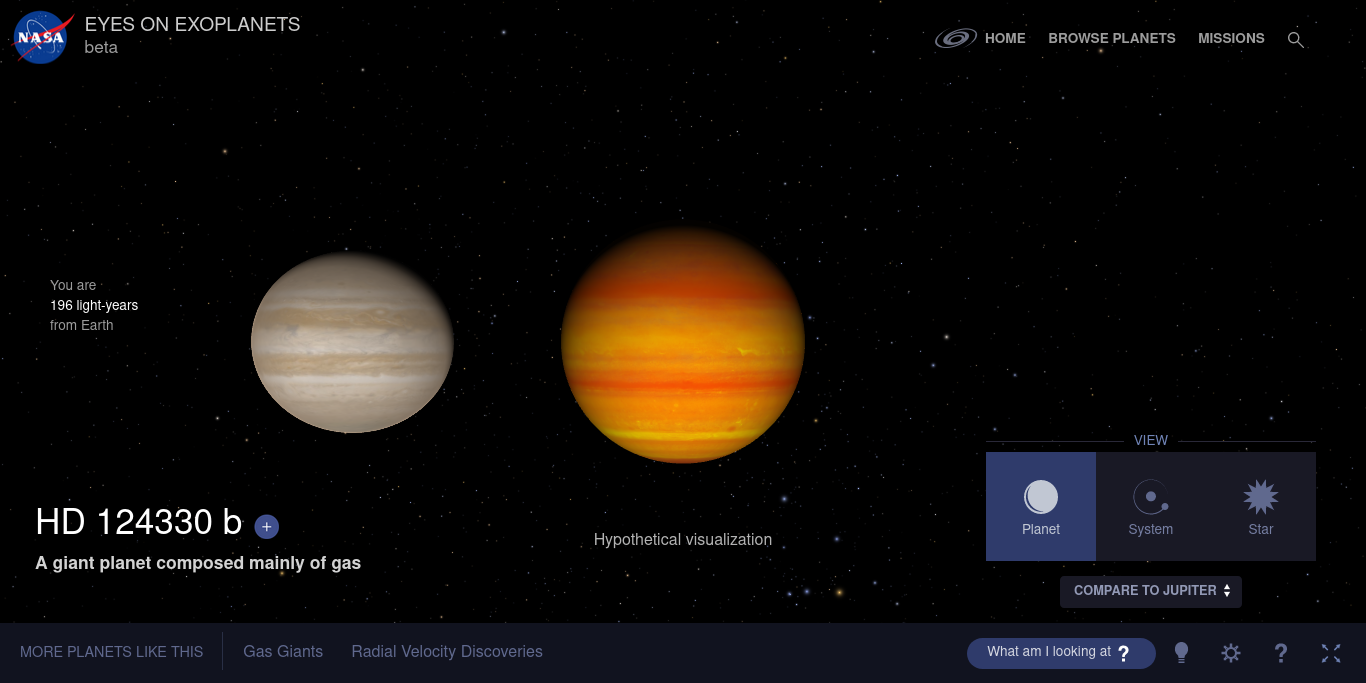 NASA
EYES ON EXOPLANETS
beta
HOME
BROWSE PLANETS
MISSIONS
You are
196 light-years
from Earth
VIEW
Planet
System
Star
HD 124330 b +
A giant planet composed mainly of gas
Hypothetical visualization
COMPARE TO JUPITER
MORE PLANETS LIKE THIS
Gas Giants
Radial Velocity Discoveries
What am I looking at ?
?